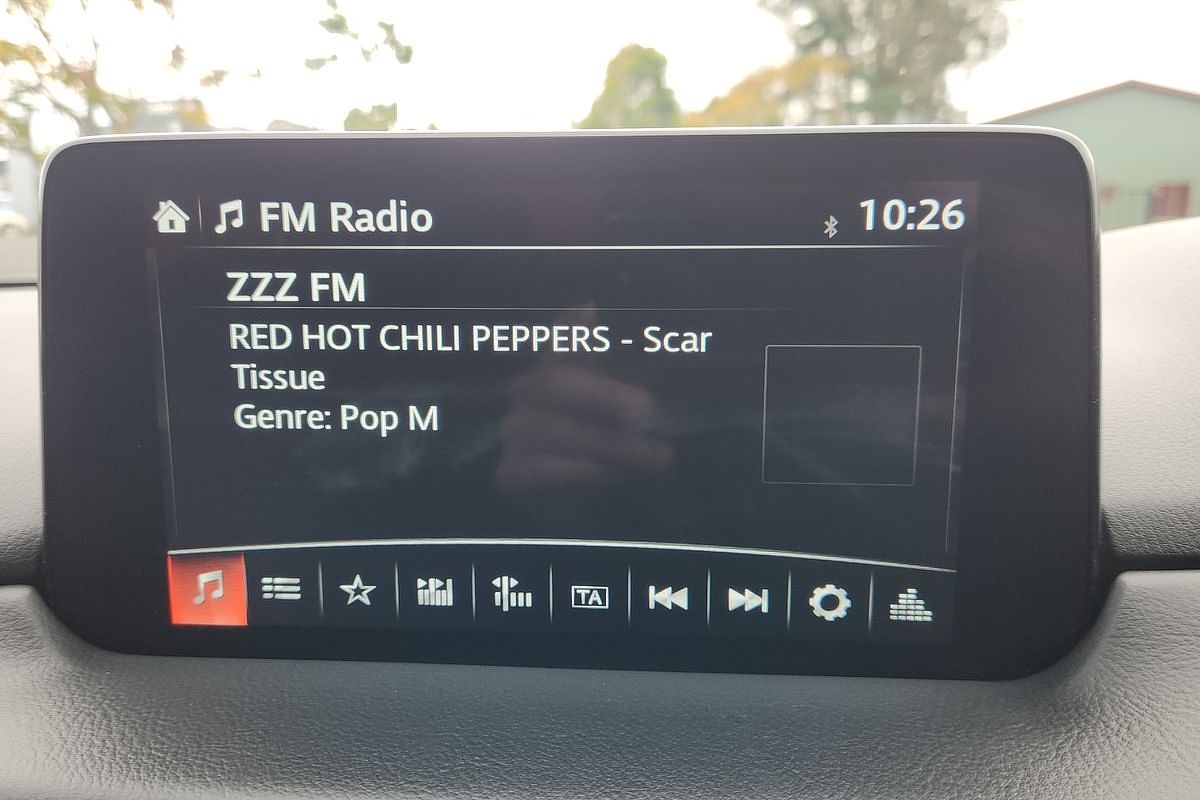 FM Radio
10:26
ZZZ FM
RED HOT CHILI PEPPERS - Scar
Tissue
Genre: Pop M
TA